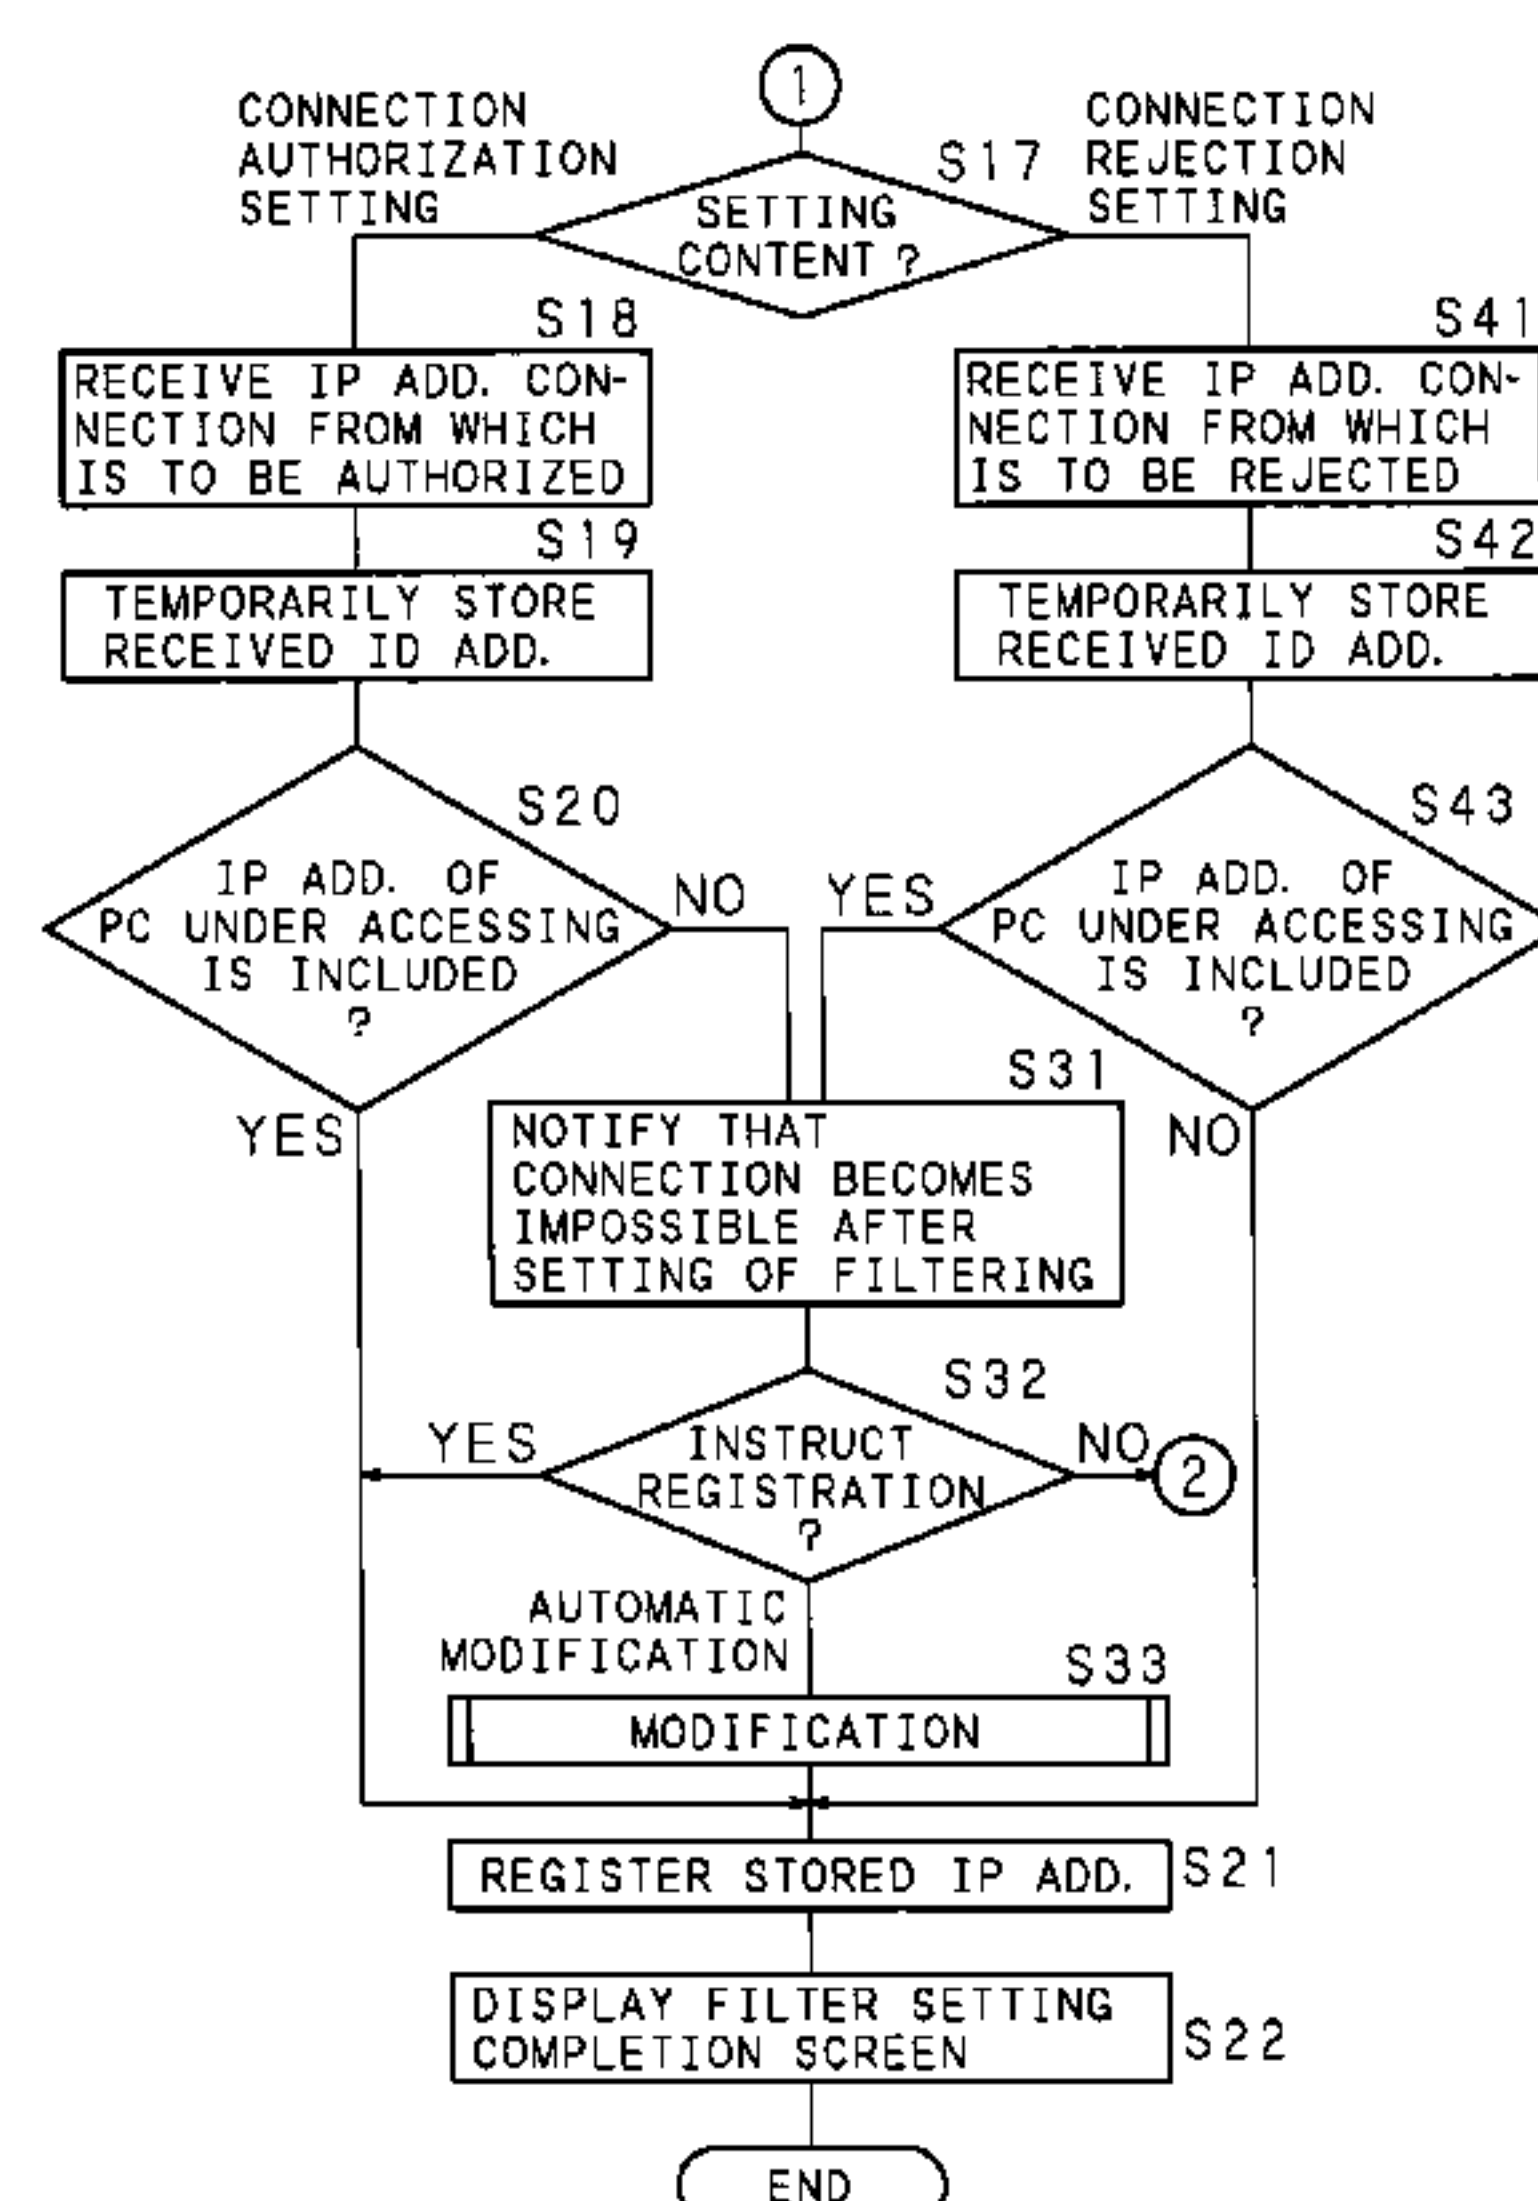 1
CONNECTION
AUTHORIZATION
SETTING
S17
CONNECTION
REJECTION
SETTING
SETTING
CONTENT ?
S18
RECEIVE IP ADD. CON-
NECTION FROM WHICH
IS TO BE AUTHORIZED
S41
RECEIVE IP ADD. CON-
NECTION FROM WHICH
IS TO BE REJECTED
S19
TEMPORARILY STORE
RECEIVED ID ADD.
S42
TEMPORARILY STORE
RECEIVED ID ADD.
S20
IP ADD. OF
PC UNDER ACCESSING
IS INCLUDED
?
NO
YES
S43
IP ADD. OF
PC UNDER ACCESSING
IS INCLUDED
?
YES
NO
S31
NOTIFY THAT
CONNECTION BECOMES
IMPOSSIBLE AFTER
SETTING OF FILTERING
S32
YES
INSTRUCT
REGISTRATION
?
NO
2
AUTOMATIC
MODIFICATION
S33
MODIFICATION
REGISTER STORED IP ADD.
S21
DISPLAY FILTER SETTING
COMPLETION SCREEN
S22
END